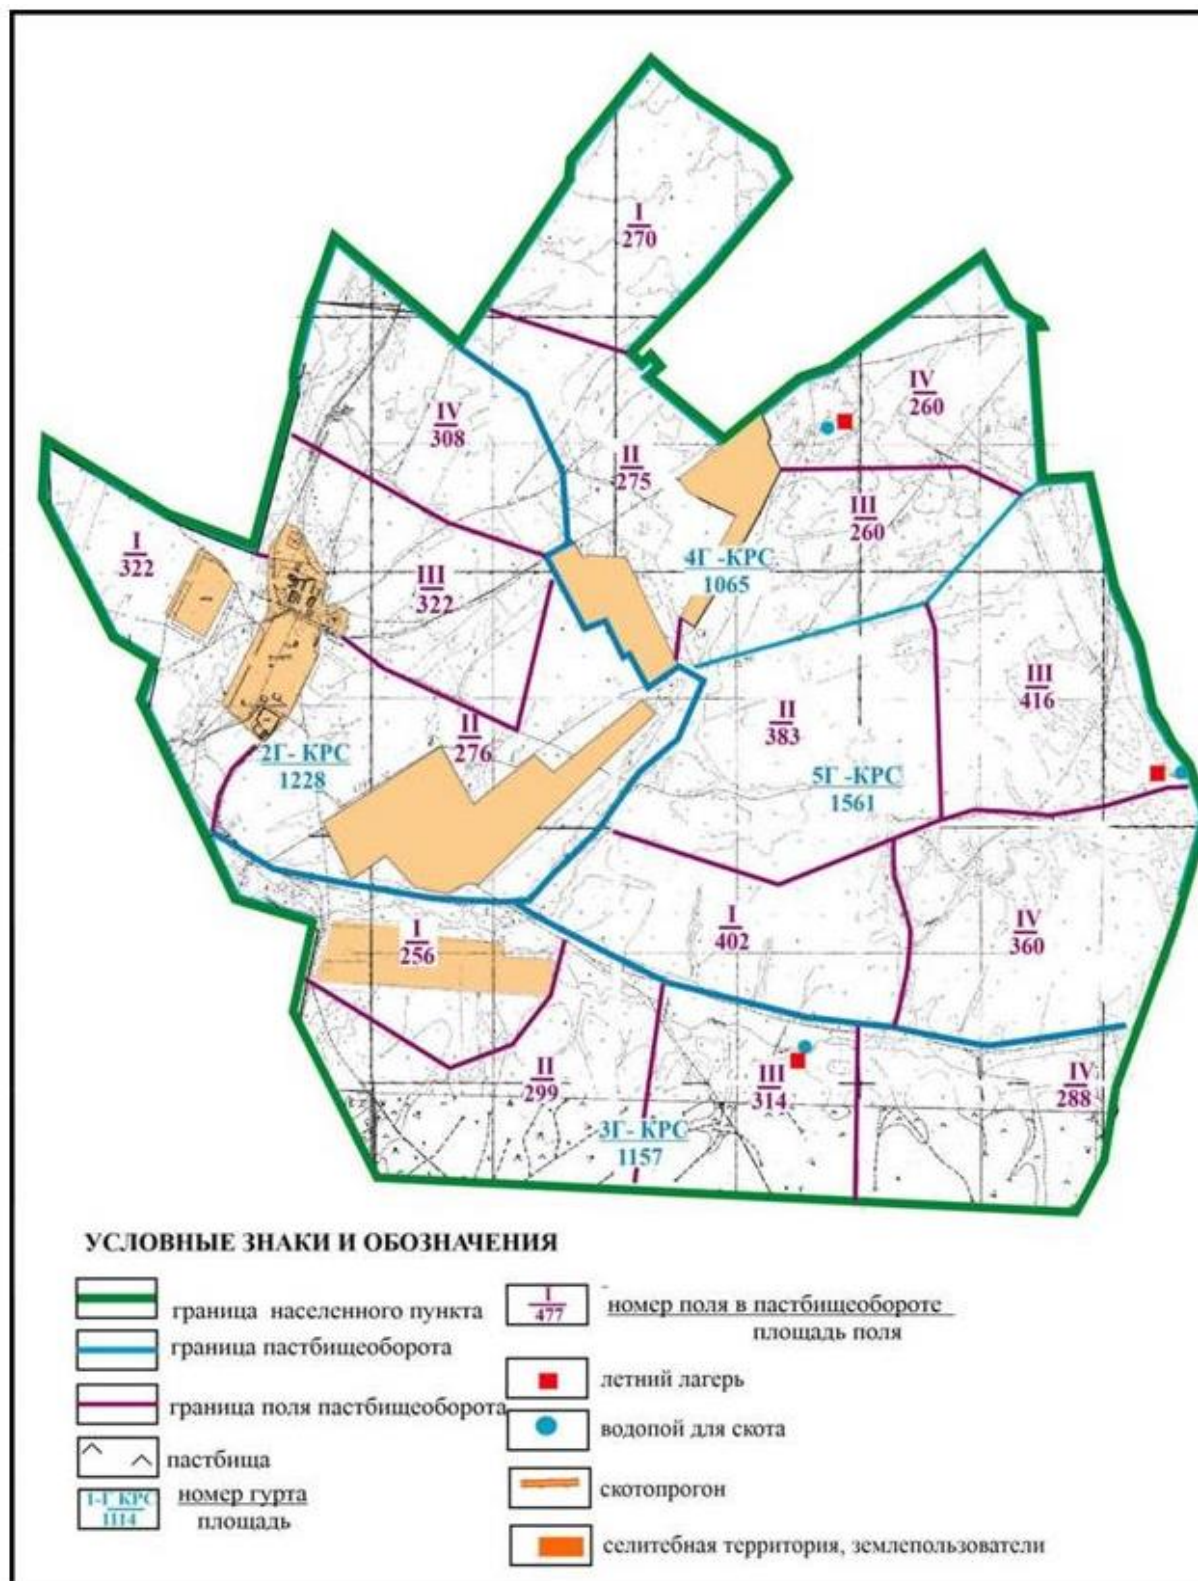 I
270
IV
260
IV
308
II
275
III
260
I
322
4Г -КРС
1065
III
322
III
416
II
383
II
276
2Г- КРС
1228
5Г -КРС
1561
I
256
I
402
IV
360
II
299
III
314
IV
288
3Г- КРС
1157
УСЛОВНЫЕ ЗНАКИ И ОБОЗНАЧЕНИЯ
граница населенного пункта
граница пастбищеоборота
граница поля пастбищеоборота
пастбища
1-Г КРС
1114
номер гурта
площадь
I
477
номер поля в пастбищеобороте
площадь поля
летний лагерь
водопой для скота
скотопрогон
селитебная территория, землепользователи